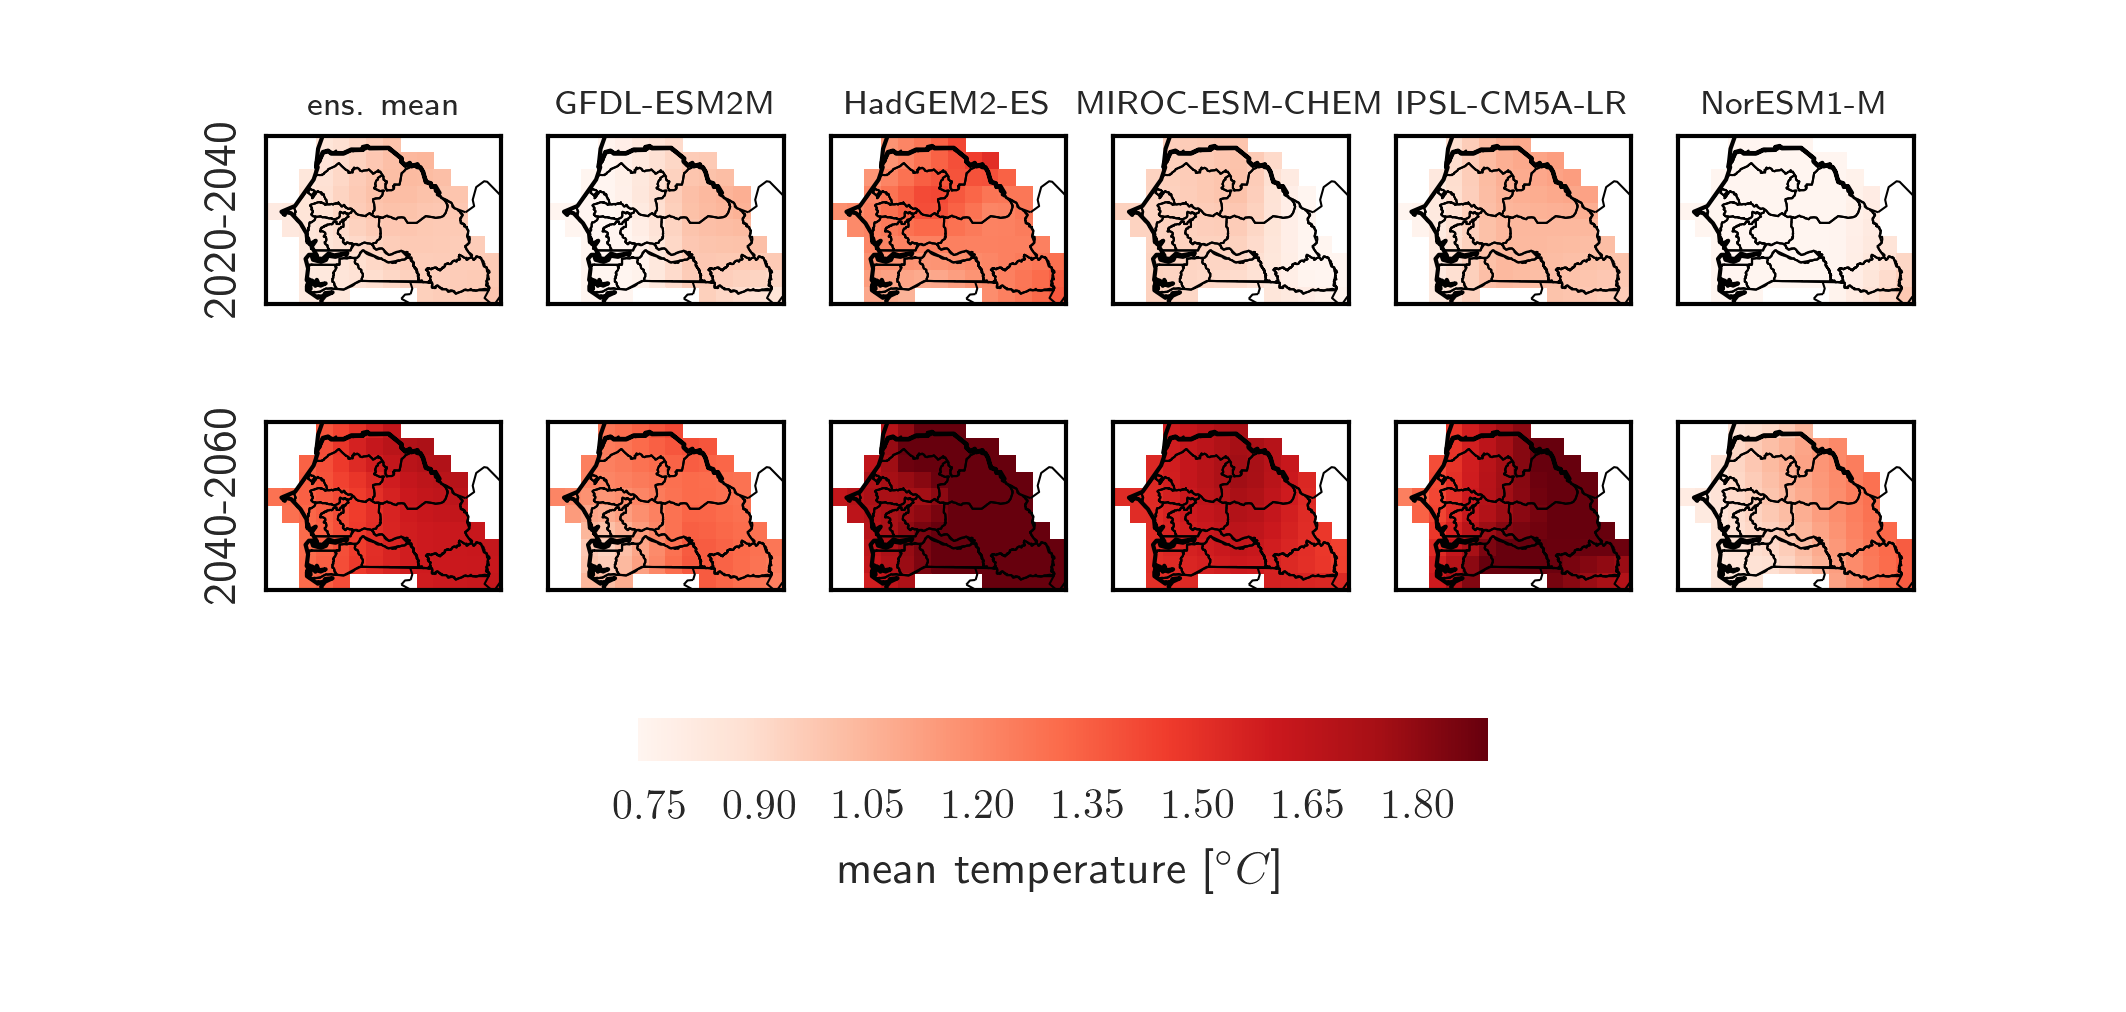 ens. mean GFDL-ESM2M HadGEM2-ES MIROC-ESM-CHEM IPSL-CM5A-LR NorESM1-M
2020-2040
2040-2060
0.75 0.90 1.05 1.20 1.35 1.50 1.65 1.80
mean temperature [°C]